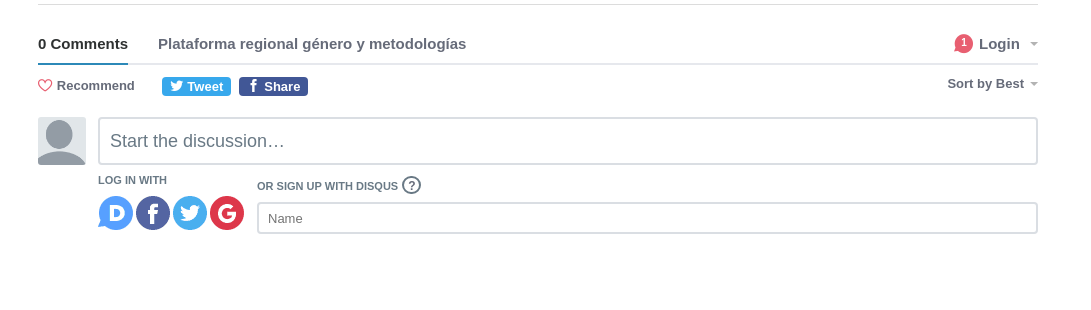 0 Comments Plataforma regional género y metodologías 1 Login
Recommend Tweet Share Sort by Best
Start the discussion…
LOG IN WITH
OR SIGN UP WITH DISQUS ?
Name